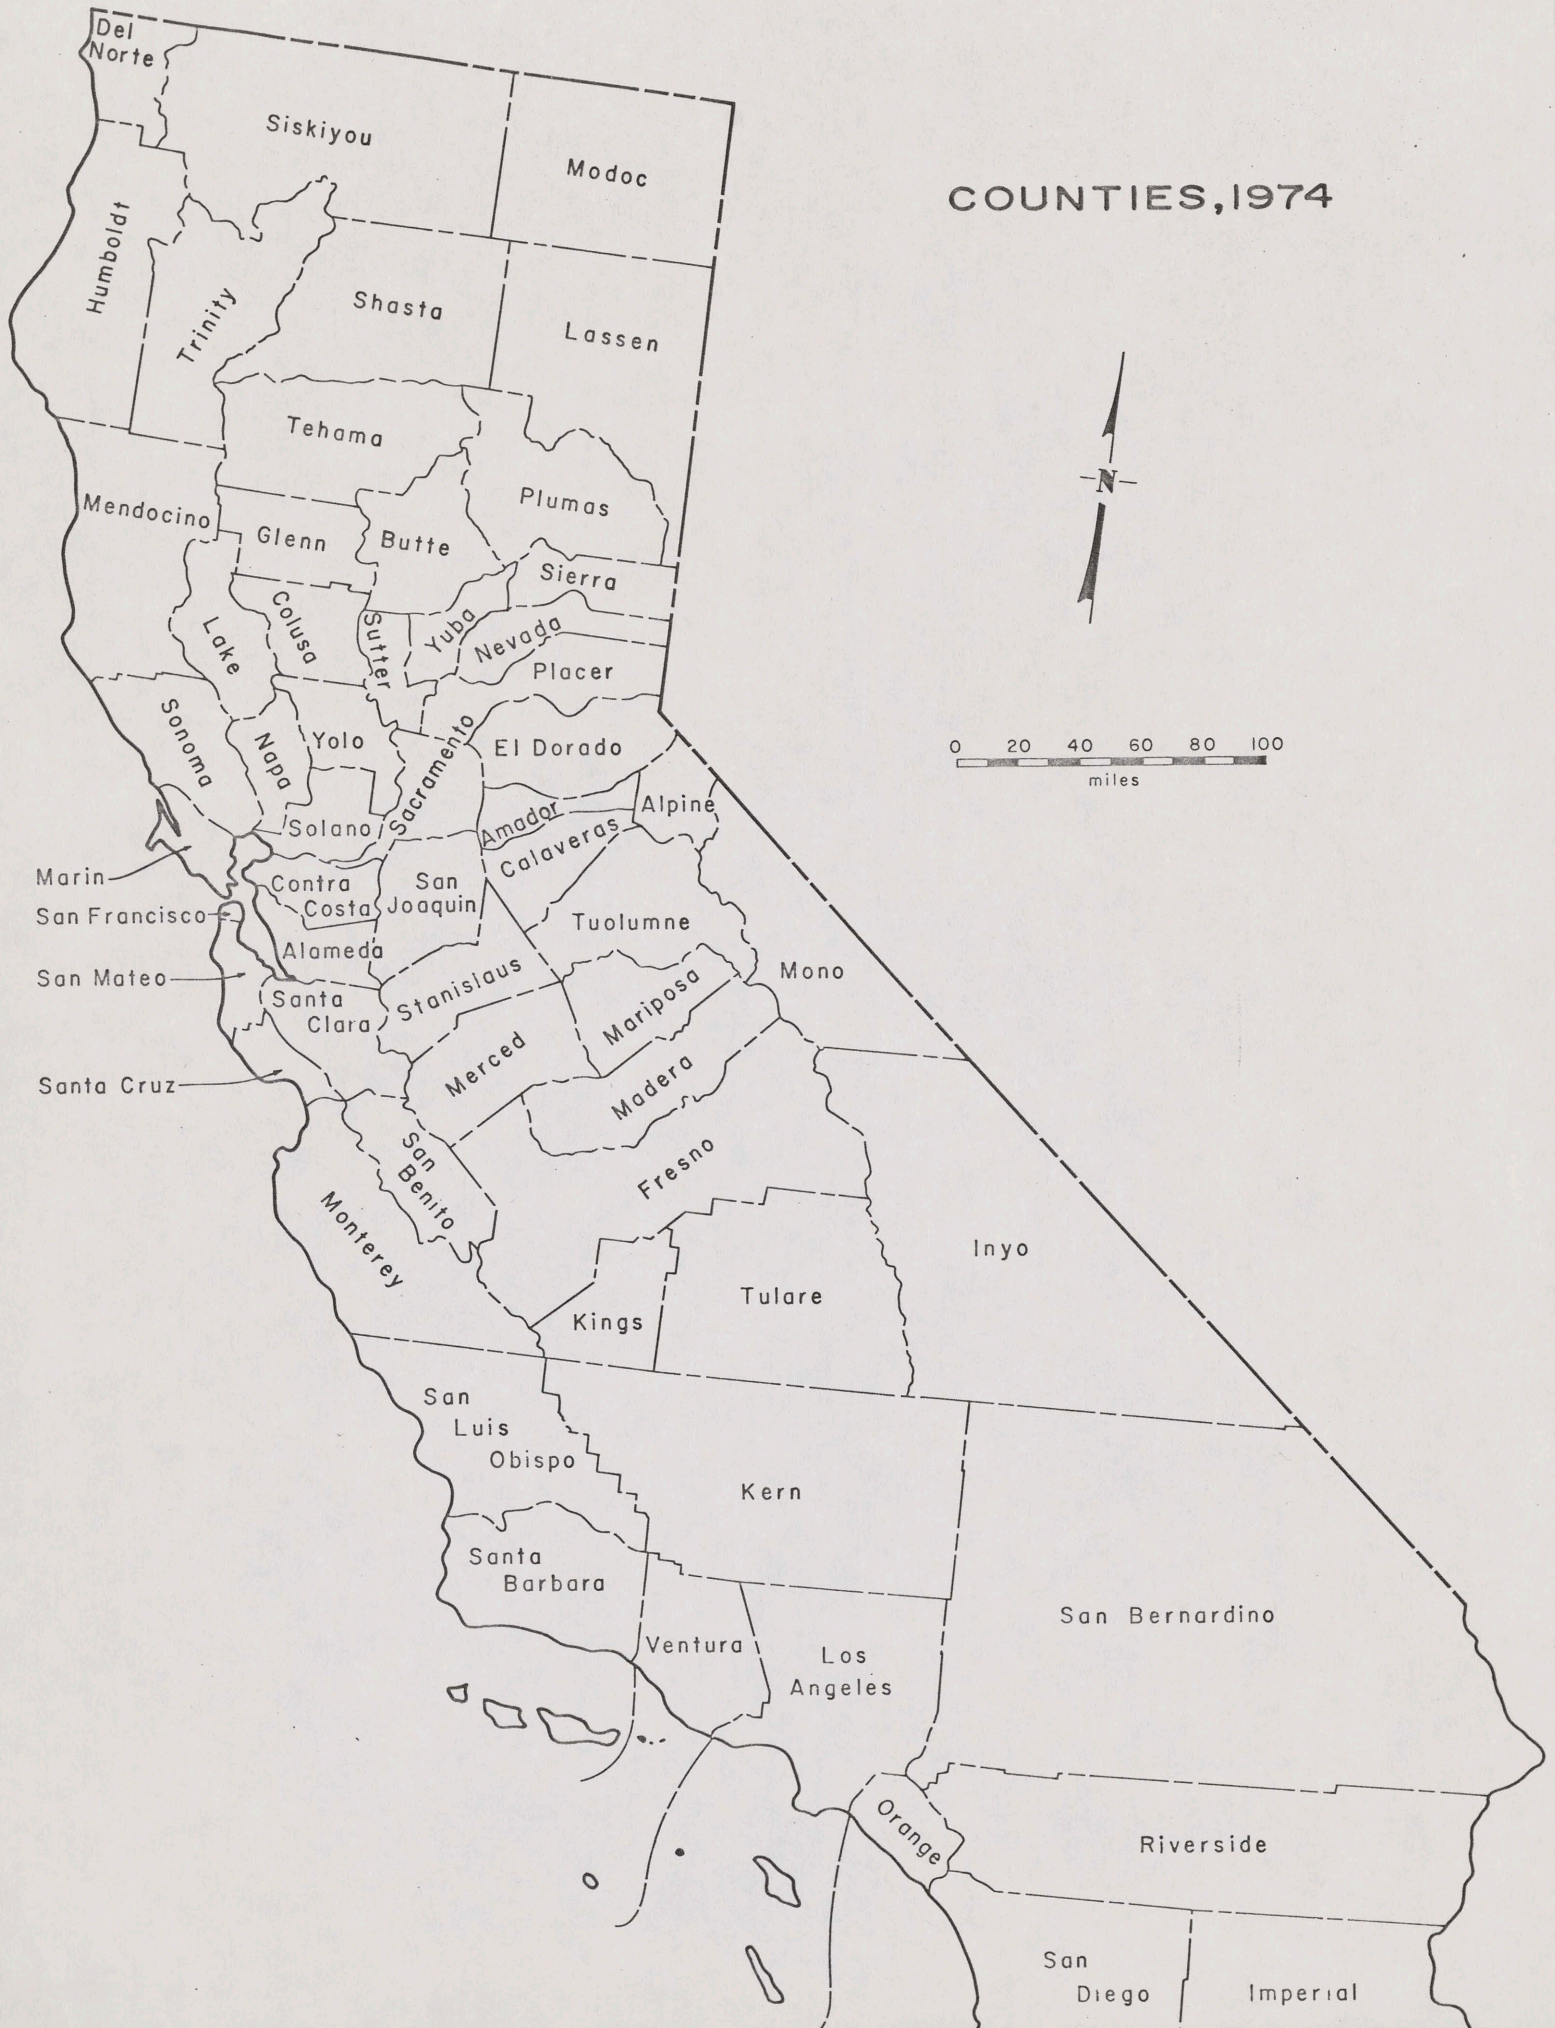 Del
Norte
Siskiyou
Modoc
COUNTIES, 1974
Humboldt
Trinity
Shasta
Lassen
Tehama
Plumas
Mendocino
Glenn
Butte
N
Sierra
Colusa
Sutter
Yuba
Nevada
Lake
Placer
Sonoma
Napa
Yolo
Sacramento
El Dorado
0 20 40 60 80 100
miles
Solano
Amador
Alpine
Calaveras
Marin
Contra
Costa
San
Joaquin
San Francisco
Tuolumne
Alameda
San Mateo
Stanislaus
Mariposa
Mono
Santa
Clara
Merced
Madera
Santa Cruz
San
Benito
Fresno
Monterey
Inyo
Kings
Tulare
San
Luis
Obispo
Kern
Santa
Barbara
San Bernardino
Ventura
Los
Angeles
Orange
Riverside
San
Diego
Imperial